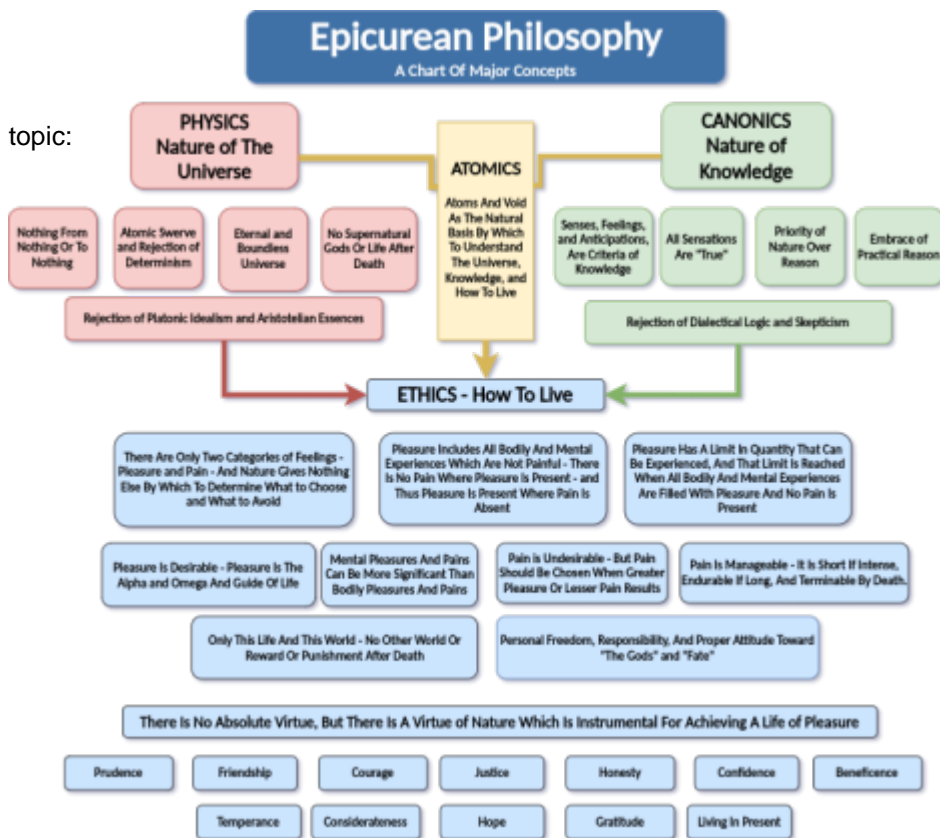 Epicurean Philosophy
A Chart Of Major Concepts
topic:
PHYSICS
Nature of The
Universe
ATOMICS
Atoms And Void
As The Natural
Basis By Which
To Understand
The Universe,
Knowledge, and
How To Live
CANONICS
Nature of
Knowledge
Nothing From
Nothing Or To
Nothing
Atomic Swerve
and Rejection of
Determinism
Eternal and
Boundless
Universe
No Supernatural
Gods Or Life After
Death
Senses, Feelings,
and Anticipations,
Are Criteria of
Knowledge
All Sensations
Are "True"
Priority of
Nature Over
Reason
Embrace of
Practical Reason
Rejection of Platonic Idealism and Aristotelian Essences
Rejection of Dialectical Logic and Skepticism
ETHICS - How To Live
There Are Only Two Categories of Feelings -
Pleasure and Pain - And Nature Gives Nothing
Else By Which To Determine What to Choose
and What to Avoid
Pleasure Includes All Bodily And Mental
Experiences Which Are Not Painful - There
Is No Pain Where Pleasure Is Present - and
Thus Pleasure Is Present Where Pain Is
Absent
Pleasure Has A Limit In Quantity That Can
Be Experienced, And That Limit Is Reached
When All Bodily And Mental Experiences
Are Filled With Pleasure And No Pain Is
Present
Pleasure Is Desirable - Pleasure Is The
Alpha and Omega And Guide Of Life
Mental Pleasures And Pains
Can Be More Significant Than
Bodily Pleasures And Pains
Pain is Undesirable - But Pain
Should Be Chosen When Greater
Pleasure Or Lesser Pain Results
Pain Is Manageable - It Is Short If Intense,
Endurable If Long, And Terminable By Death.
Only This Life And This World - No Other World Or
Reward Or Punishment After Death
Personal Freedom, Responsibility, And Proper Attitude Toward
"The Gods" and "Fate"
There Is No Absolute Virtue, But There Is A Virtue of Nature Which Is Instrumental For Achieving A Life of Pleasure
Prudence
Friendship
Courage
Justice
Honesty
Confidence
Beneficence
Temperance
Considerateness
Hope
Gratitude
Living In Present